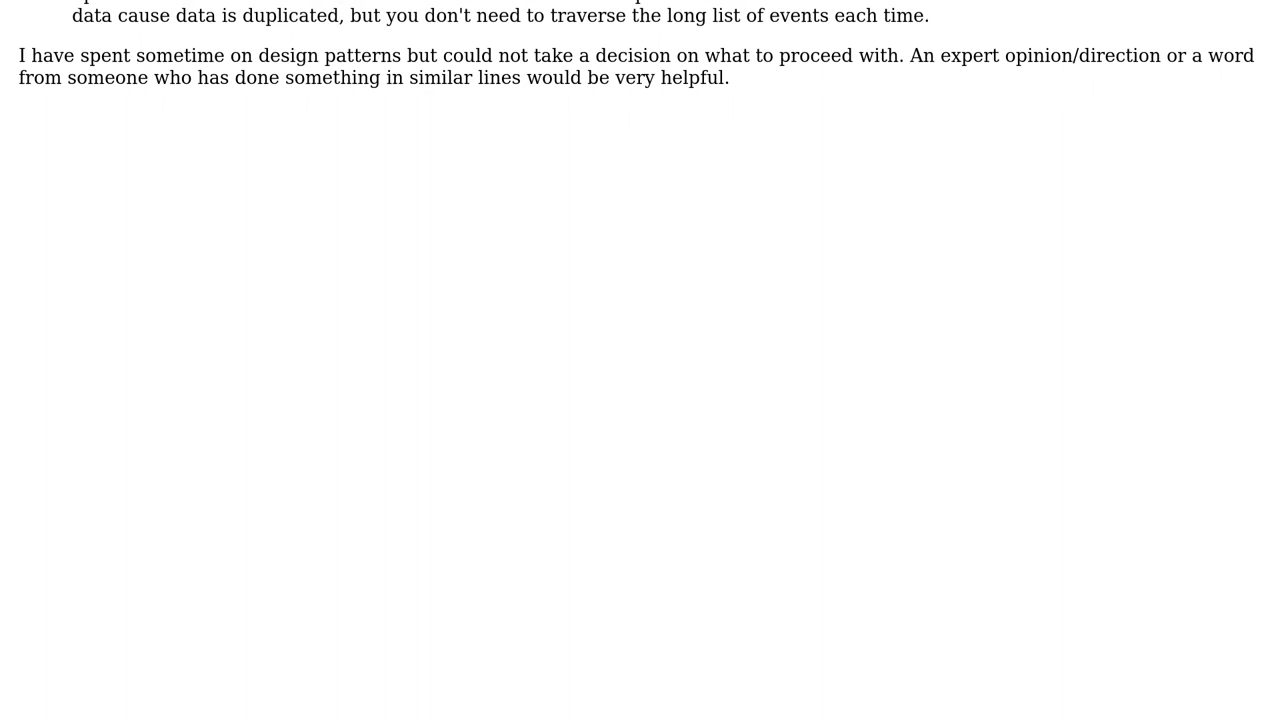 data cause data is duplicated, but you don't need to traverse the long list of events each time.
I have spent sometime on design patterns but could not take a decision on what to proceed with. An expert opinion/direction or a word
from someone who has done something in similar lines would be very helpful.